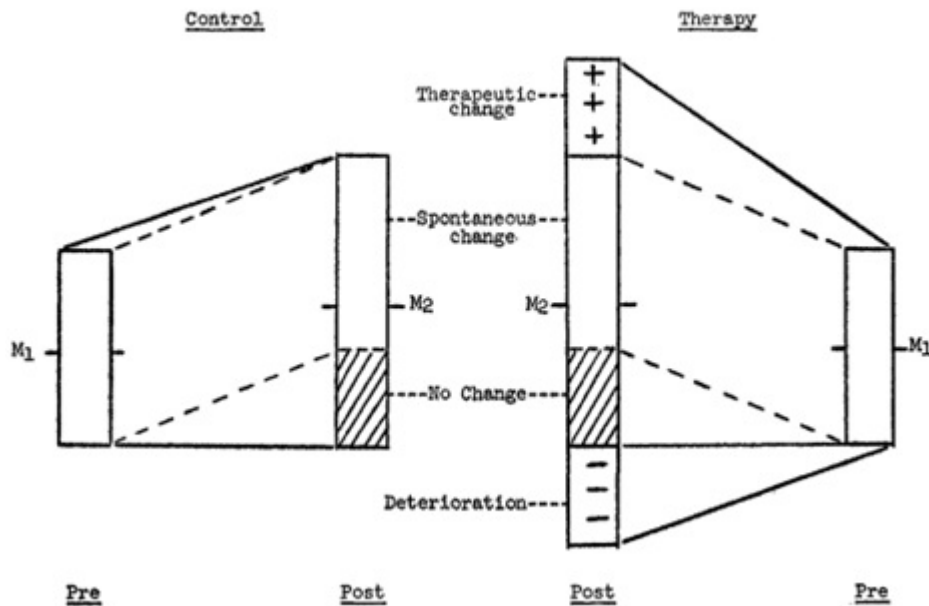 Control
Therapy
+
+
+
Therapeutic
change
Spontaneous
change
M1
M2
M2
M1
No Change
Deterioration
Pre
Post
Post
Pre